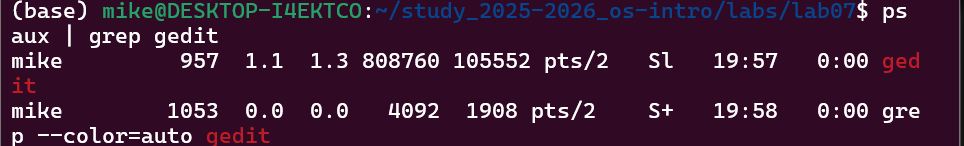 (base) mike@DESKTOP-I4EKTCO:~/study_2025-2026_os-intro/labs/lab07$ ps
aux | grep gedit
mike         957  1.1  1.3 808760 105552 pts/2   Sl   19:57   0:00 ged
it
mike        1053  0.0  0.0   4092  1908 pts/2    S+   19:58   0:00 gre
p --color=auto gedit